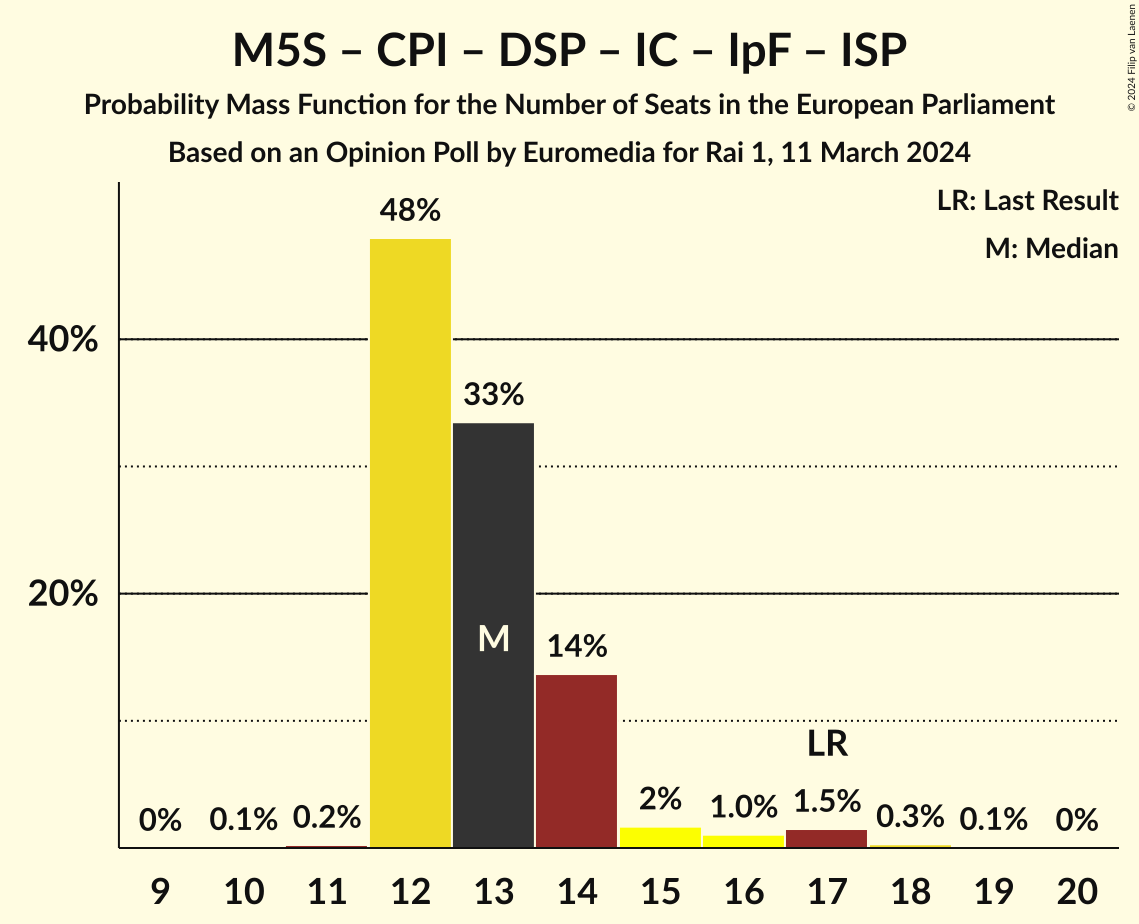 M5S – CPI – DSP – IC – IpF – ISP
Probability Mass Function for the Number of Seats in the European Parliament
Based on an Opinion Poll by Euromedia for Rai 1, 11 March 2024
© 2024 Filip van Laenen
LR: Last Result
M: Median
48%
40%
33%
20%
M
14%
LR
0%
0.1%
0.2%
2%
1.0%
1.5%
0.3%
0.1%
0%
9 10 11 12 13 14 15 16 17 18 19 20